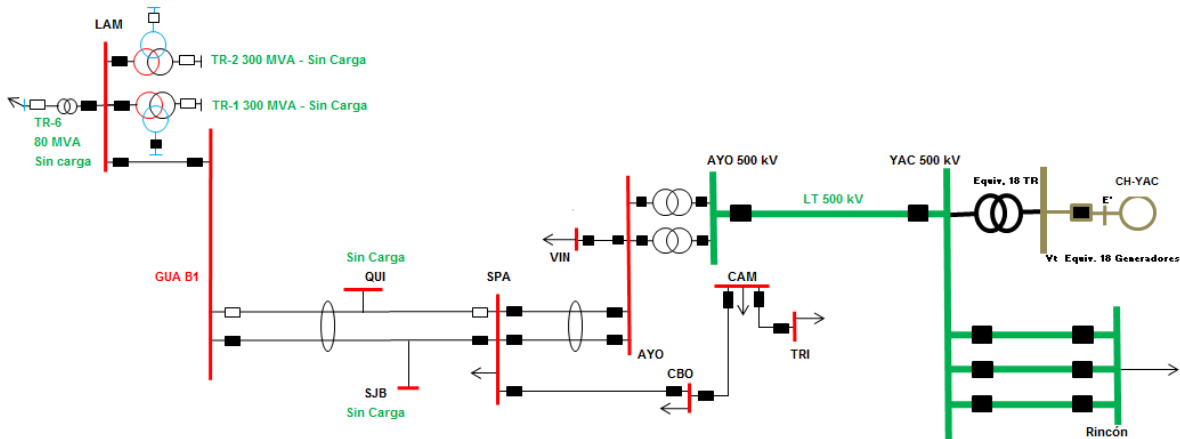 LAM
TR-2 300 MVA - Sin Carga
TR-1 300 MVA - Sin Carga
TR-6
80 MVA
Sin carga
AYO 500 kV
YAC 500 kV
Equiv. 18 TR
CH-YAC
E'
LT 500 kV
VIN
Vt Equiv. 18 Generadores
Sin Carga
GUA B1
QUI
SPA
CAM
AYO
TRI
CBO
SJB
Sin Carga
Rincón